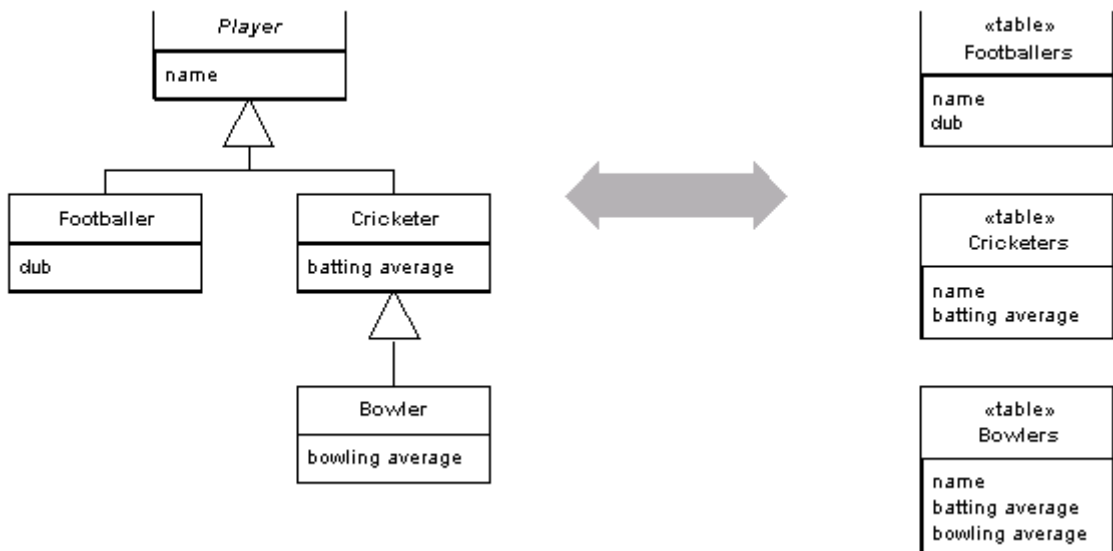 Player
name
Footballer
dub
Cricketer
batting average
Bowler
bowling average
«table»
Footballers
name
dub
«table»
Cricketers
name
batting average
«table»
Bowlers
name
batting average
bowling average